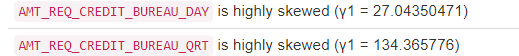 AMT_REQ_CREDIT_BUREAU_DAY is highly skewed (γ1 = 27.04350471)
AMT_REQ_CREDIT_BUREAU_QRT is highly skewed (γ1 = 134.365776)